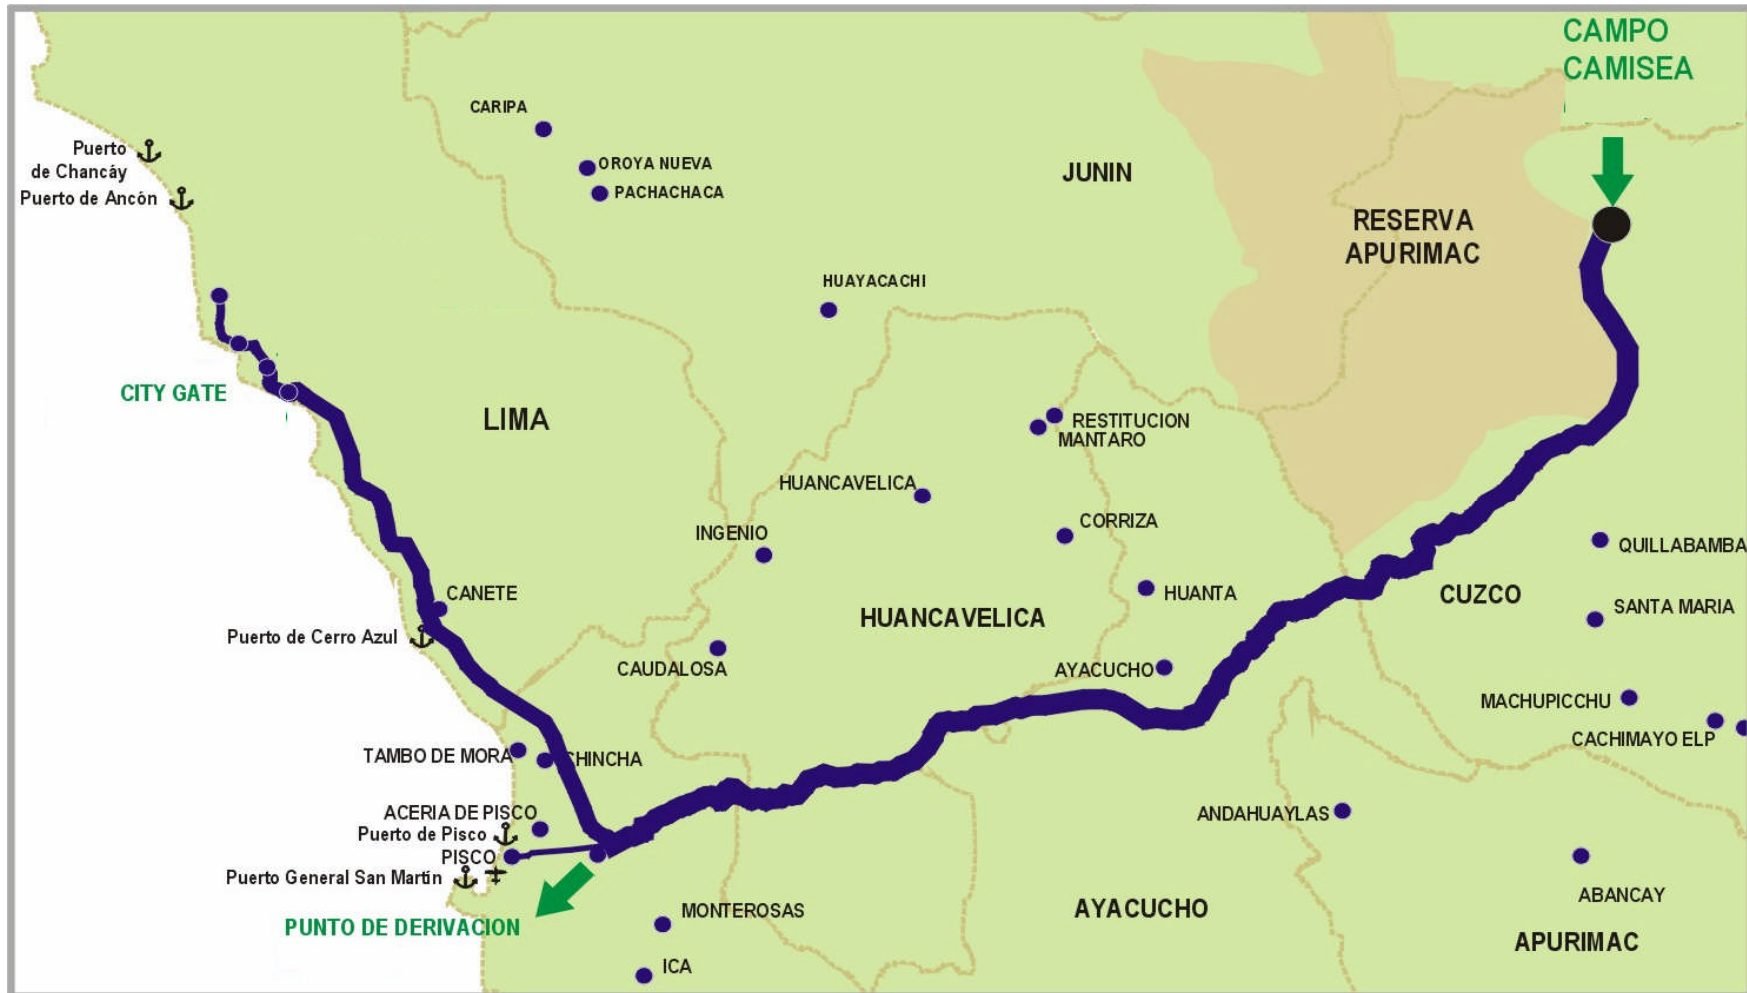 CAMPO
CAMISEA
CARIPA
Puerto
de Chancáy
OROYA NUEVA
JUNIN
Puerto de Ancón
PACHACHACA
RESERVA
APURIMAC
HUAYACACHI
CITY GATE
LIMA
RESTITUCION
MANTARO
HUANCAVELICA
CORRIZA
INGENIO
QUILLABAMBA
CANETE
HUANTA
CUZCO
SANTA MARIA
HUANCAVELICA
Puerto de Cerro Azul
CAUDALOSA
AYACUCHO
MACHUPICCHU
CACHIMAYO ELP
TAMBO DE MORA
CHINCHA
ACERIA DE PISCO
ANDAHUAYLAS
Puerto de Pisco
PISCO
Puerto General San Martín
ABANCAY
MONTEROSAS
AYACUCHO
PUNTO DE DERIVACION
APURIMAC
ICA